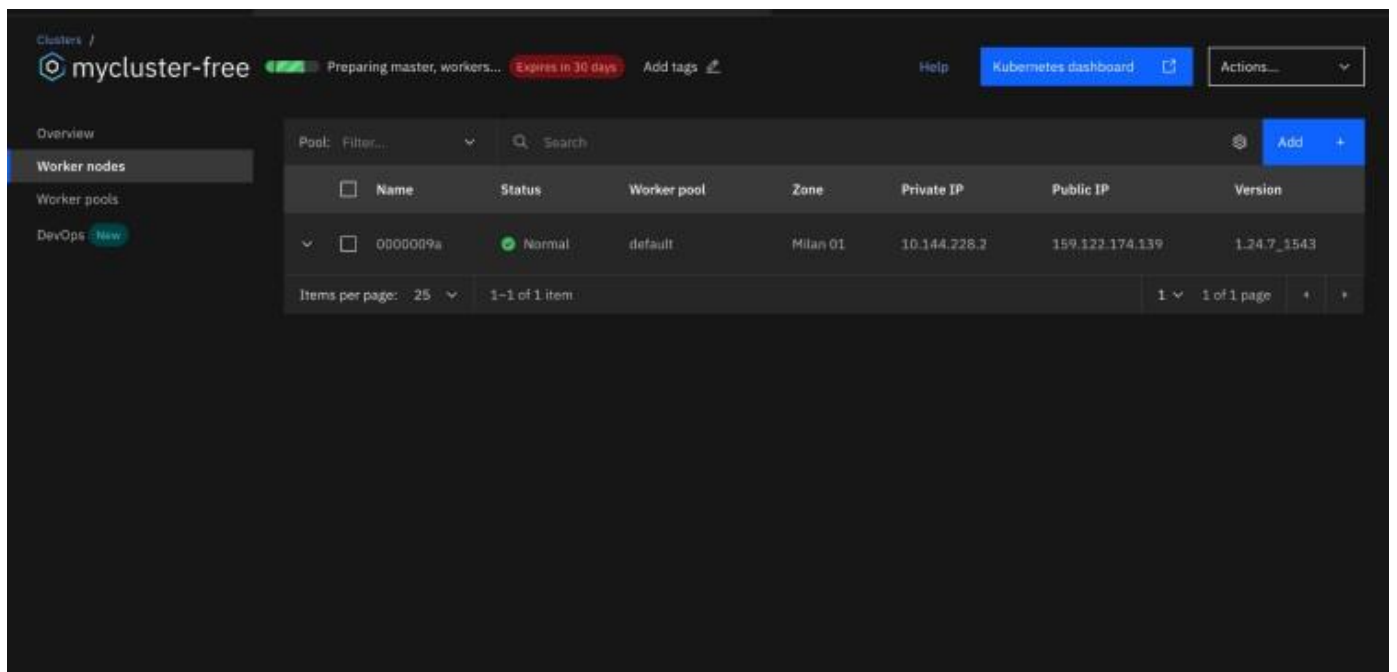 Clusters /
mycluster-free Preparing master, workers... Expires in 30 days Add tags Help Kubernetes dashboard Actions...
Overview
Worker nodes
Worker pools
DevOps New
Pool: Filter... Search Add +
Name Status Worker pool Zone Private IP Public IP Version
0000009a Normal default Milan 01 10.144.228.2 159.122.174.139 1.24.7_1543
Items per page: 25 1–1 of 1 item 1 1 of 1 page